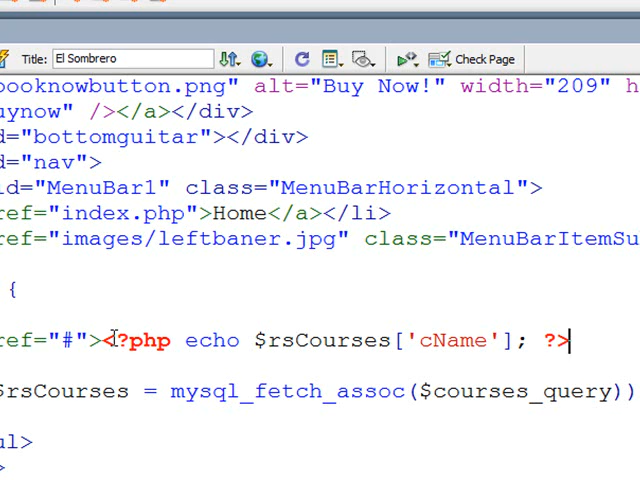 Title: El Sombrero Check Page
booknowbutton.png" alt="Buy Now!" width="209" h
uynow" /></a></div>
d="bottomguitar"></div>
d="nav">
id="MenuBar1" class="MenuBarHorizontal">
ref="index.php">Home</a></li>
ref="images/leftbaner.jpg" class="MenuBarItemSu
{
ref="#"><?php echo $rsCourses['cName']; ?>
$rsCourses = mysql_fetch_assoc($courses_query))
ul>
>